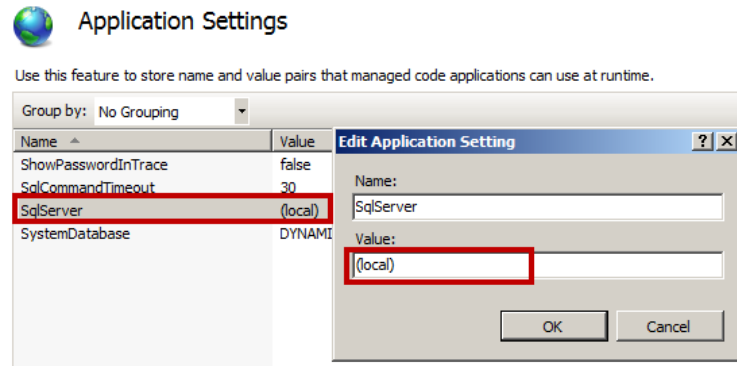 Application Settings
Use this feature to store name and value pairs that managed code applications can use at runtime.
Group by: No Grouping
Name Value
ShowPasswordInTrace false
SqlCommandTimeout 30
SqlServer (local)
SystemDatabase DYNAMI
Edit Application Setting ? X
Name:
SqlServer
Value:
(local)
OK Cancel